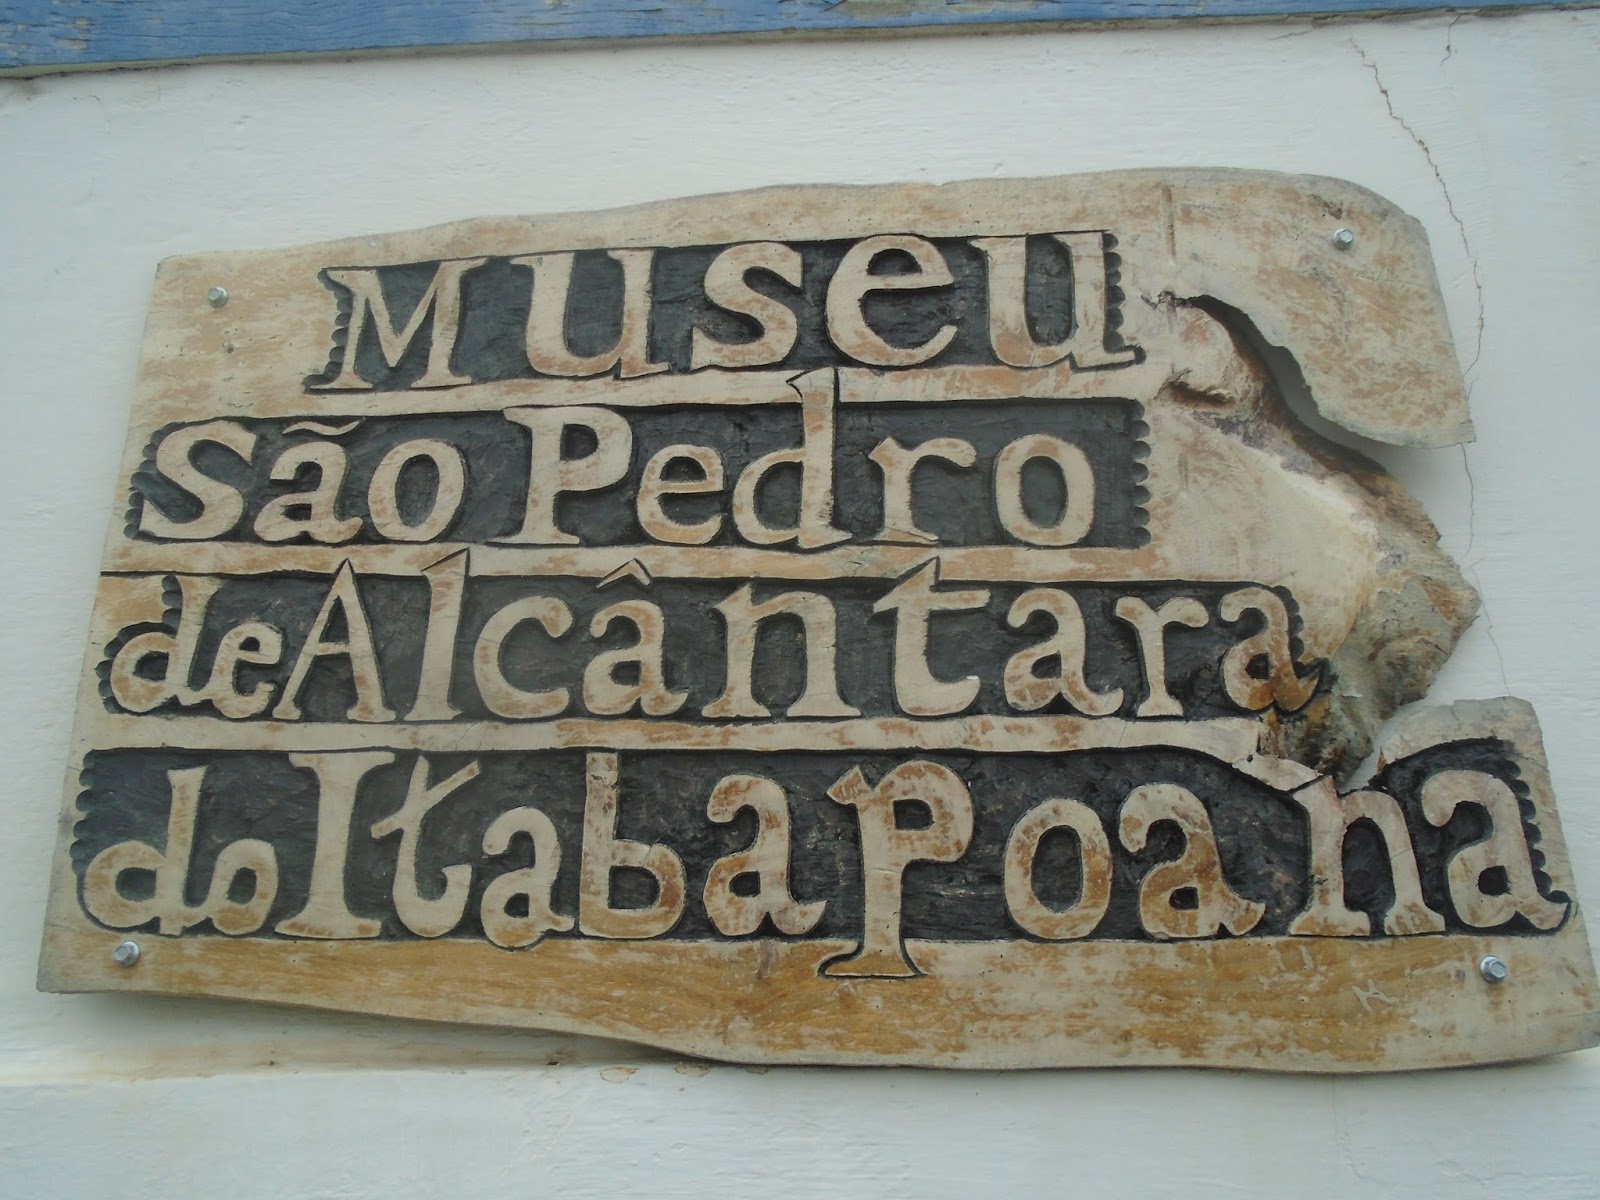 Museu
São Pedro
de Alcântara
do Itabapoana